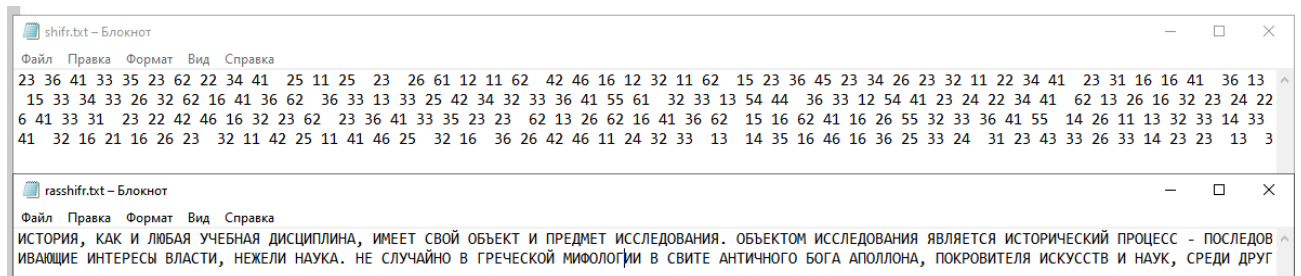 shifr.txt – Блокнот
Файл Правка Формат Вид Справка
23 36 41 33 35 23 62 22 34 41  25 11 25  23  26 61 12 11 62  42 46 16 12 32 11 62  15 23 36 45 23 34 26 23 32 11 22 34 41  23 31 16 16 41  36 13
15 33 34 33 26 32 62 16 41 36 62  36 33 13 33 25 42 34 32 33 36 41 55 61  32 33 13 54 44  36 33 12 54 41 23 24 22 34 41  62 13 26 16 32 23 24 22
6 41 33 31  23 22 42 46 16 32 23 62  23 36 41 33 35 23 23  62 13 26 62 16 41 36 62  15 16 62 41 16 26 55 32 33 36 41 55  14 26 11 13 32 33 14 33
41  32 16 21 16 26 23  32 11 42 25 11 41 46 25  32 16  36 26 42 46 11 24 32 33  13  14 35 16 46 16 36 25 33 24  31 23 43 33 26 33 14 23 23  13  3
rasshifr.txt – Блокнот
Файл Правка Формат Вид Справка
ИСТОРИЯ, КАК И ЛЮБАЯ УЧЕБНАЯ ДИСЦИПЛИНА, ИМЕЕТ СВОЙ ОБЪЕКТ И ПРЕДМЕТ ИССЛЕДОВАНИЯ. ОБЪЕКТОМ ИССЛЕДОВАНИЯ ЯВЛЯЕТСЯ ИСТОРИЧЕСКИЙ ПРОЦЕСС - ПОСЛЕДОВ
ИВАЮЩИЕ ИНТЕРЕСЫ ВЛАСТИ, НЕЖЕЛИ НАУКА. НЕ СЛУЧАЙНО В ГРЕЧЕСКОЙ МИФОЛОГИИ В СВИТЕ АНТИЧНОГО БОГА АПОЛЛОНА, ПОКРОВИТЕЛЯ ИСКУССТВ И НАУК, СРЕДИ ДРУГ